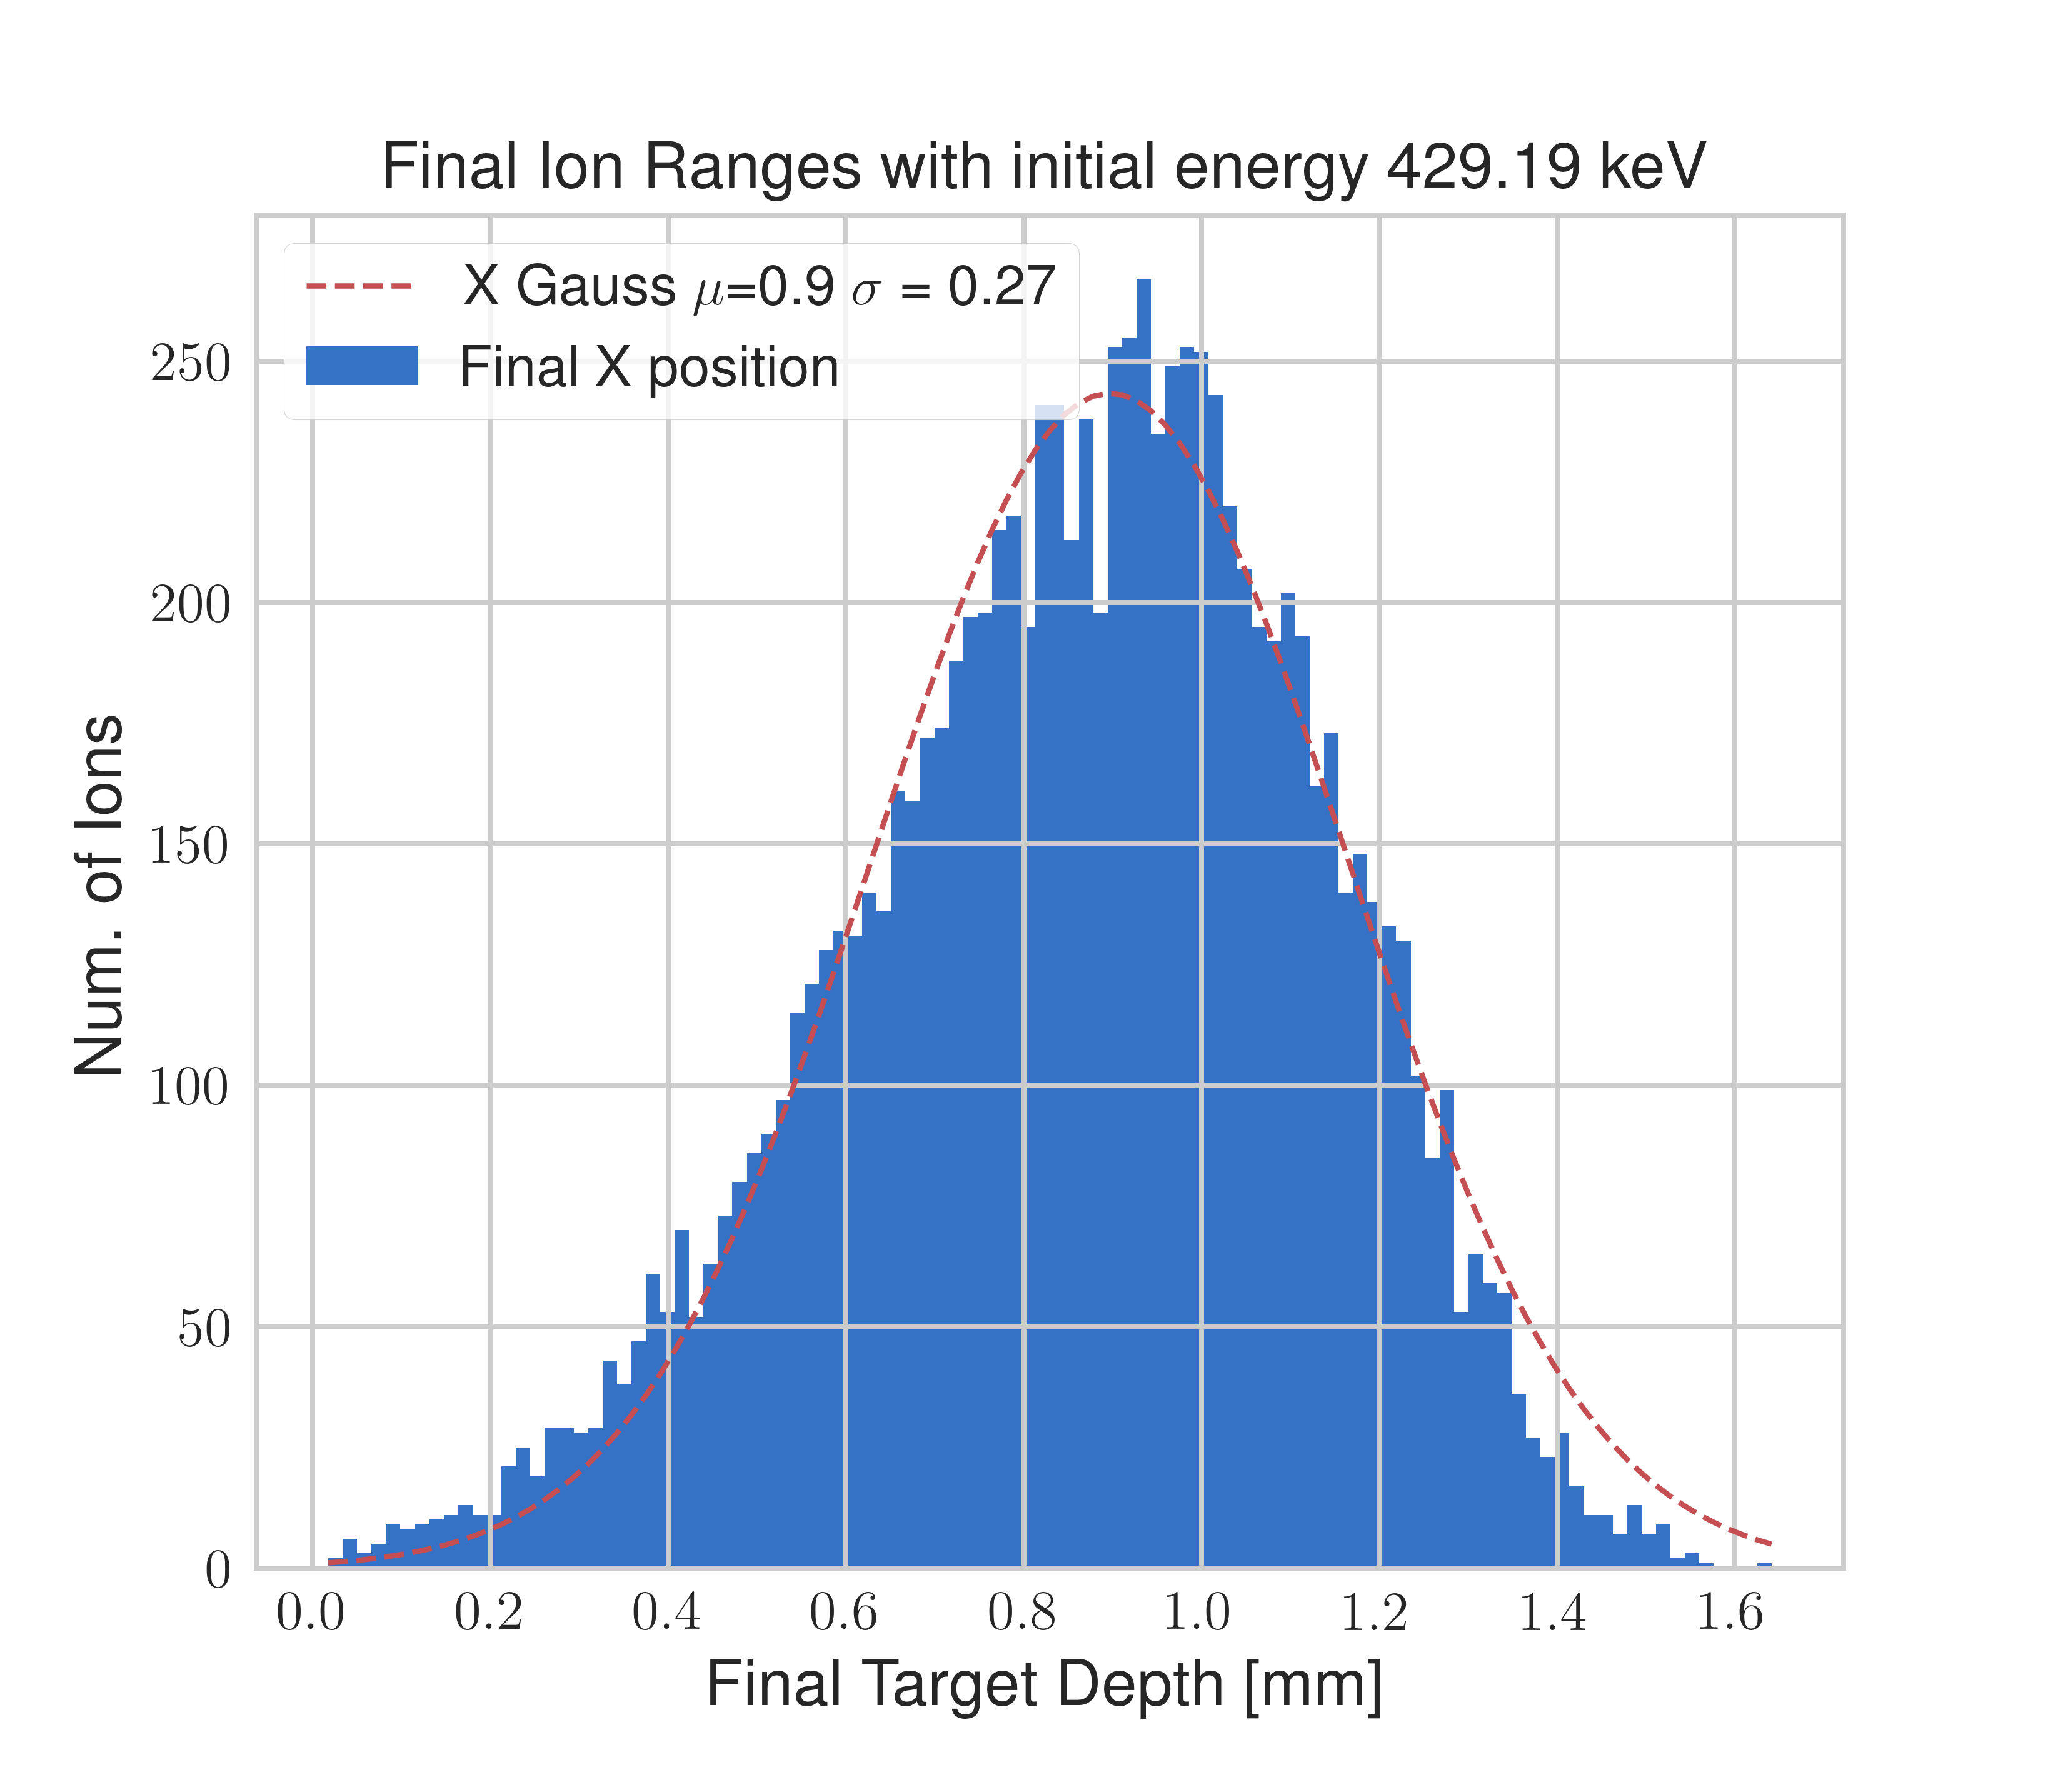 Final Ion Ranges with initial energy 429.19 keV
X Gauss μ=0.9 σ = 0.27
Final X position
Num. of Ions
250
200
150
100
50
0
0.0 0.2 0.4 0.6 0.8 1.0 1.2 1.4 1.6
Final Target Depth [mm]